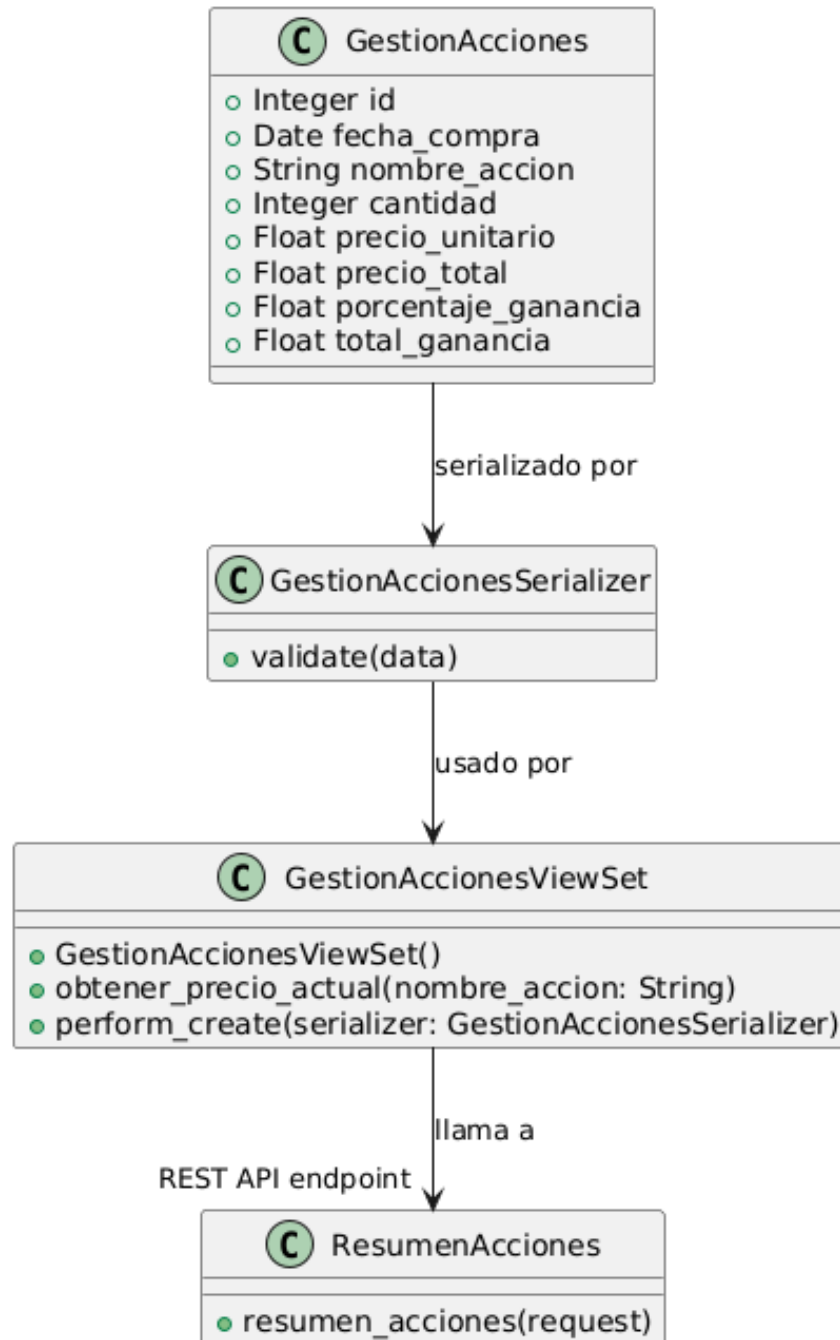 C GestionAcciones
Integer id
Date fecha_compra
String nombre_accion
Integer cantidad
Float precio_unitario
Float precio_total
Float porcentaje_ganancia
Float total_ganancia
serializado por
C GestionAccionesSerializer
validate(data)
usado por
C GestionAccionesViewSet
GestionAccionesViewSet()
obtener_precio_actual(nombre_accion: String)
perform_create(serializer: GestionAccionesSerializer)
llama a
REST API endpoint
C ResumenAcciones
resumen_acciones(request)